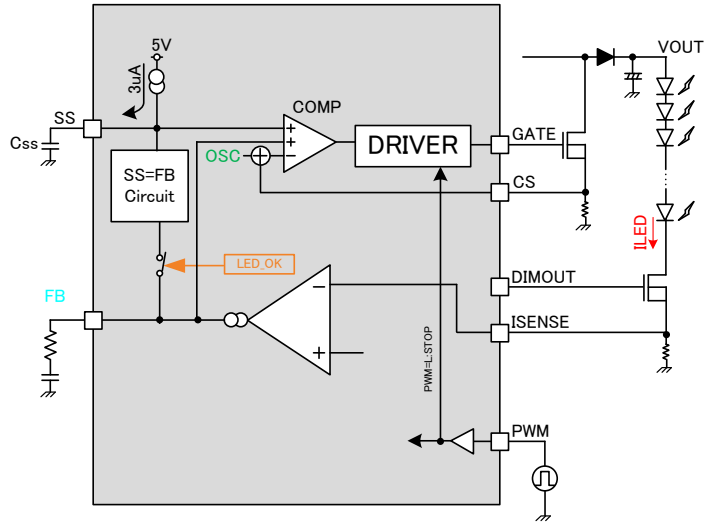 5V
3uA
VOUT
SS
COMP
Css
OSC
DRIVER
GATE
SS=FB
Circuit
CS
ILED
LED_OK
DIMOUT
FB
ISENSE
PWM=L:STOP
PWM